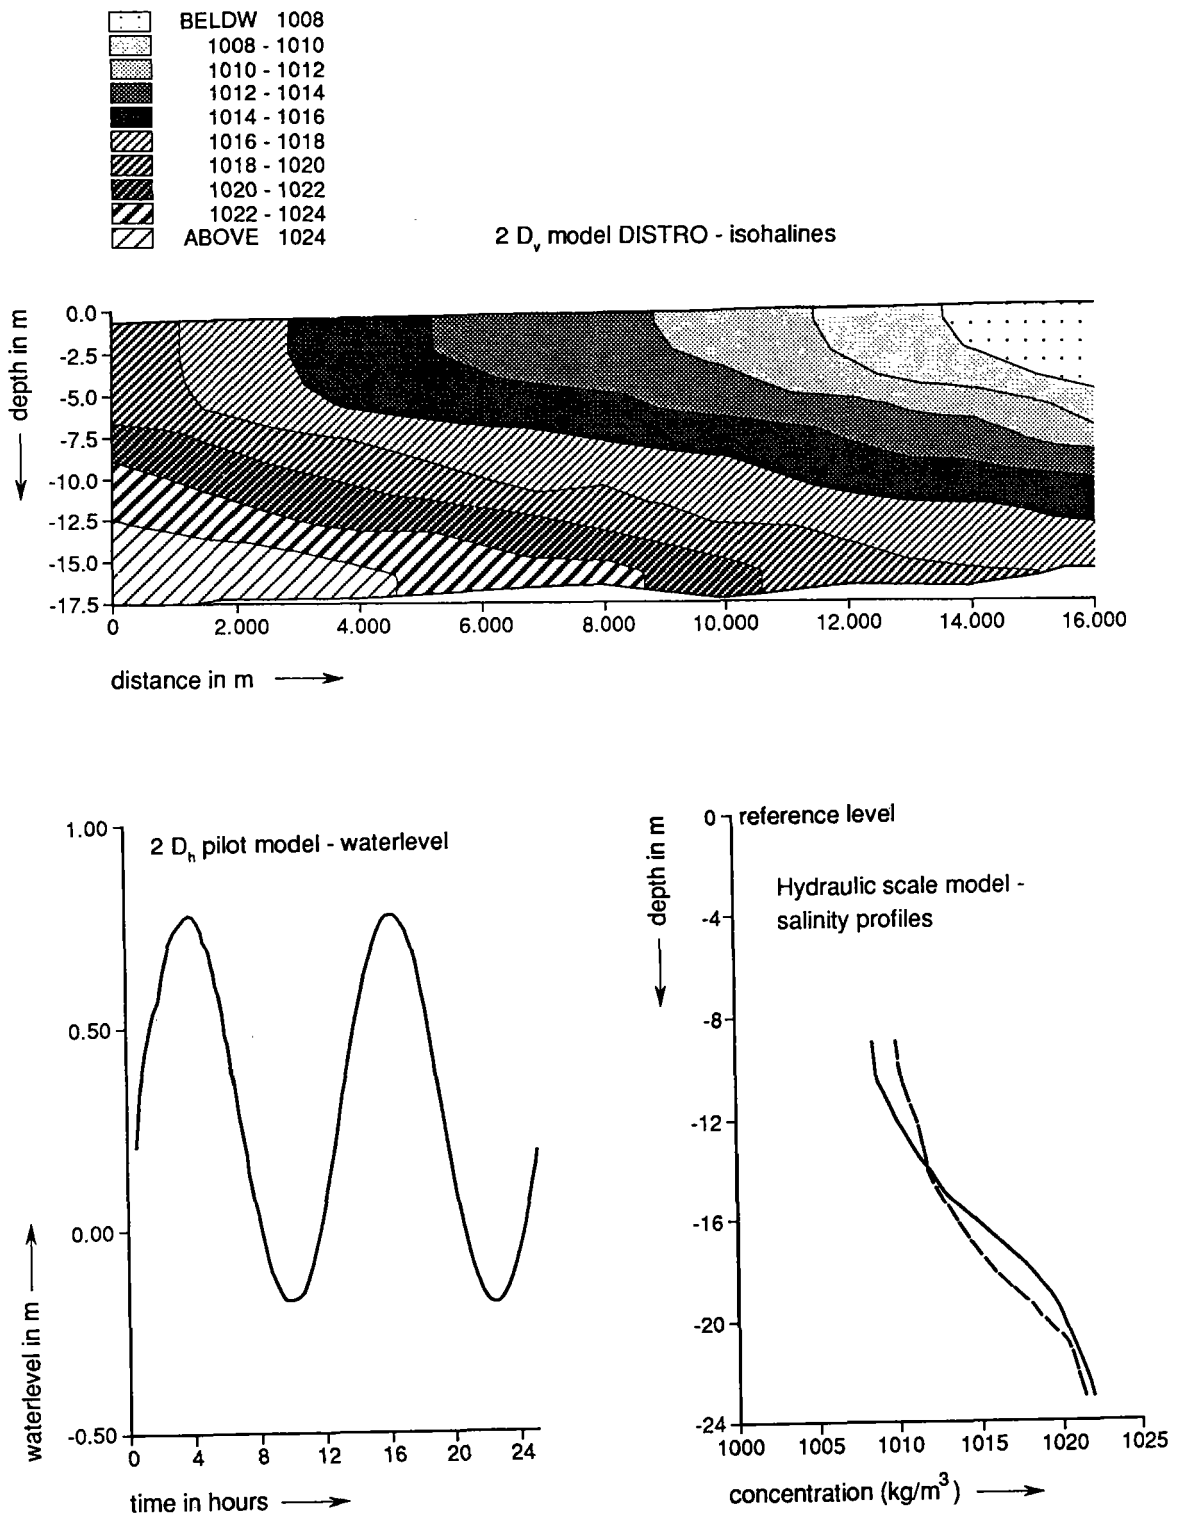 BELDW 1008
1008 - 1010
1010 - 1012
1012 - 1014
1014 - 1016
1016 - 1018
1018 - 1020
1020 - 1022
1022 - 1024
ABOVE 1024
2 Dv model DISTRO - isohalines
depth in m
0.0
-2.5
-5.0
-7.5
-10.0
-12.5
-15.0
-17.5
0 2.000 4.000 6.000 8.000 10.000 12.000 14.000 16.000
distance in m
2 Dh pilot model - waterlevel
waterlevel in m
1.00
0.50
0.00
-0.50
0 4 8 12 16 20 24
time in hours
depth in m
0 reference level
Hydraulic scale model -
salinity profiles
-4
-8
-12
-16
-20
-24
1000 1005 1010 1015 1020 1025
concentration (kg/m³)